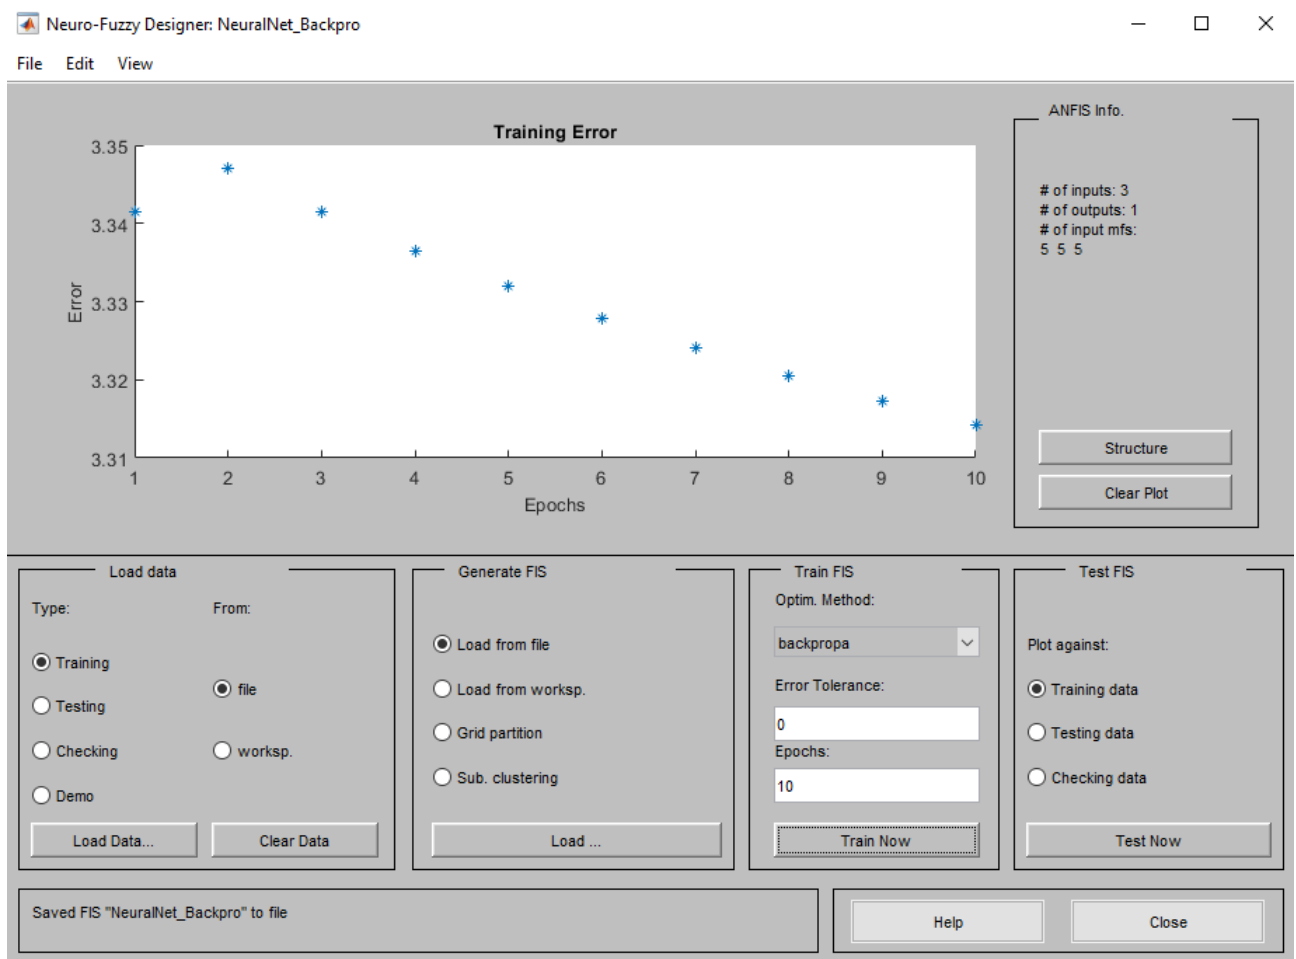 Neuro-Fuzzy Designer: NeuralNet_Backpro
File Edit View
Training Error
3.35
3.34
3.33
3.32
3.31
Error
1 2 3 4 5 6 7 8 9 10
Epochs
ANFIS Info.
# of inputs: 3
# of outputs: 1
# of input mfs:
5 5 5
Structure
Clear Plot
Load data
Type: From:
Training
file
Testing
Checking
worksp.
Demo
Load Data...
Clear Data
Generate FIS
Load from file
Load from worksp.
Grid partition
Sub. clustering
Load ...
Train FIS
Optim. Method:
backpropa
Error Tolerance:
0
Epochs:
10
Train Now
Test FIS
Plot against:
Training data
Testing data
Checking data
Test Now
Saved FIS "NeuralNet_Backpro" to file
Help
Close